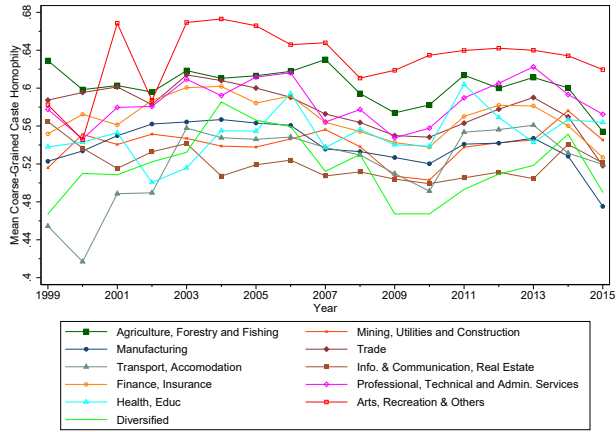 Mean Coarse-Grained Caste Homophily
.68
.64
.6
.56
.52
.48
.44
.4
1999 2001 2003 2005 2007 2009 2011 2013 2015
Year
Agriculture, Forestry and Fishing Mining, Utilities and Construction
Manufacturing Trade
Transport, Accomodation Info. & Communication, Real Estate
Finance, Insurance Professional, Technical and Admin. Services
Health, Educ Arts, Recreation & Others
Diversified